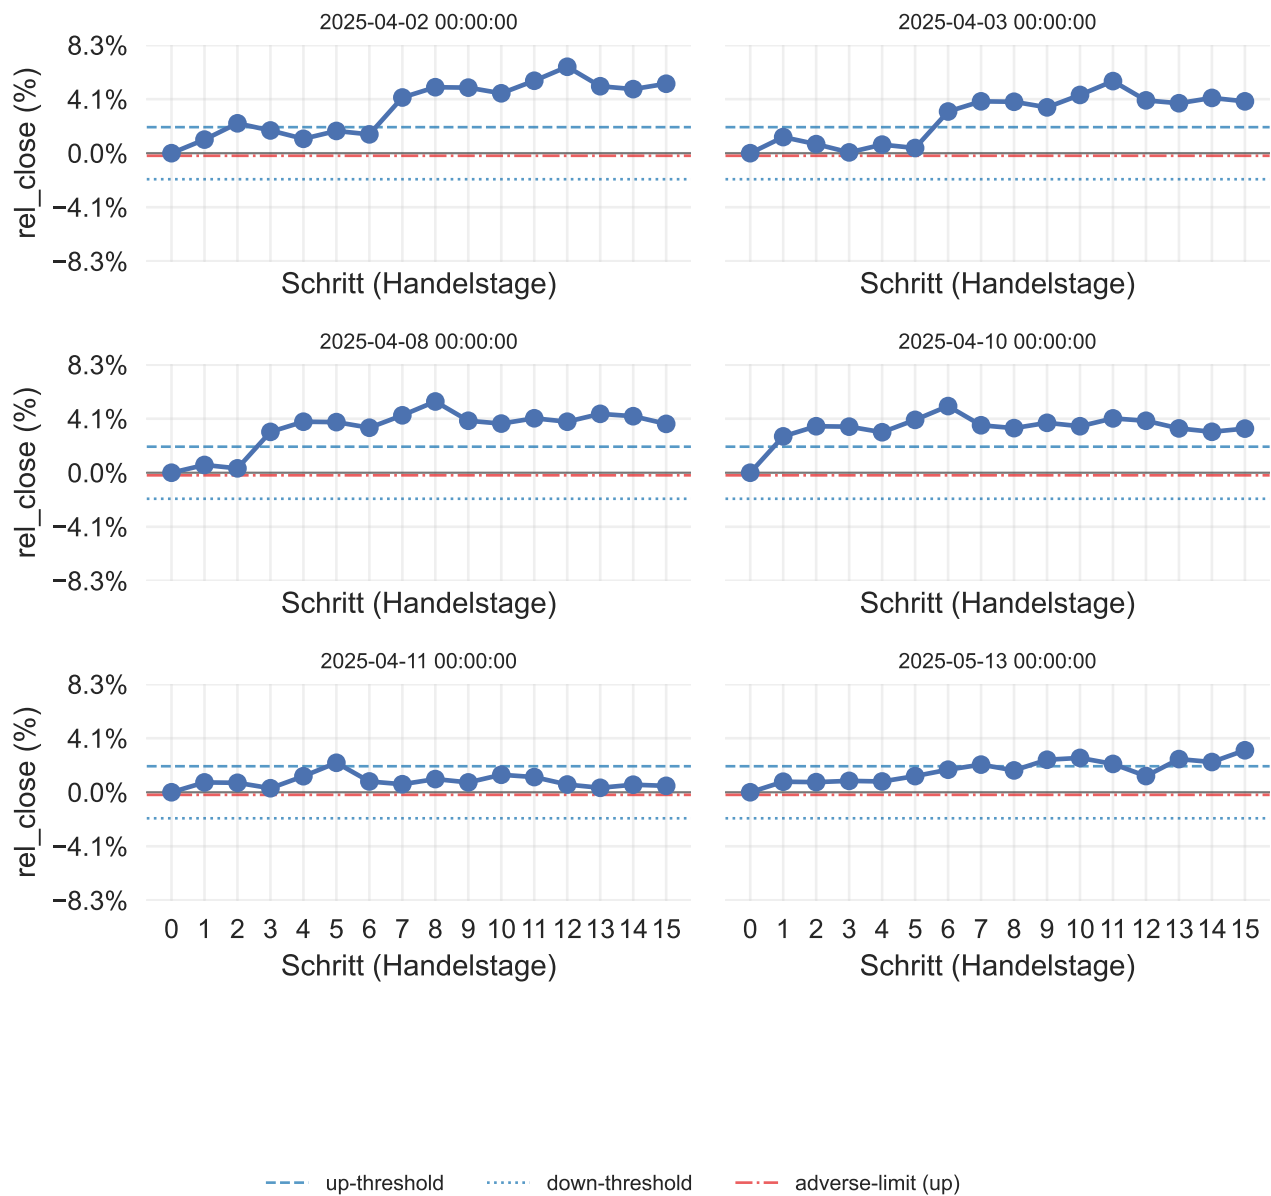 2025-04-02 00:00:00
2025-04-03 00:00:00
8.3%
4.1%
0.0%
−4.1%
−8.3%
rel_close (%)
Schritt (Handelstage)
Schritt (Handelstage)
2025-04-08 00:00:00
2025-04-10 00:00:00
8.3%
4.1%
0.0%
−4.1%
−8.3%
rel_close (%)
Schritt (Handelstage)
Schritt (Handelstage)
2025-04-11 00:00:00
2025-05-13 00:00:00
8.3%
4.1%
0.0%
−4.1%
−8.3%
rel_close (%)
0 1 2 3 4 5 6 7 8 9 10 11 12 13 14 15
0 1 2 3 4 5 6 7 8 9 10 11 12 13 14 15
Schritt (Handelstage)
Schritt (Handelstage)
up-threshold down-threshold adverse-limit (up)